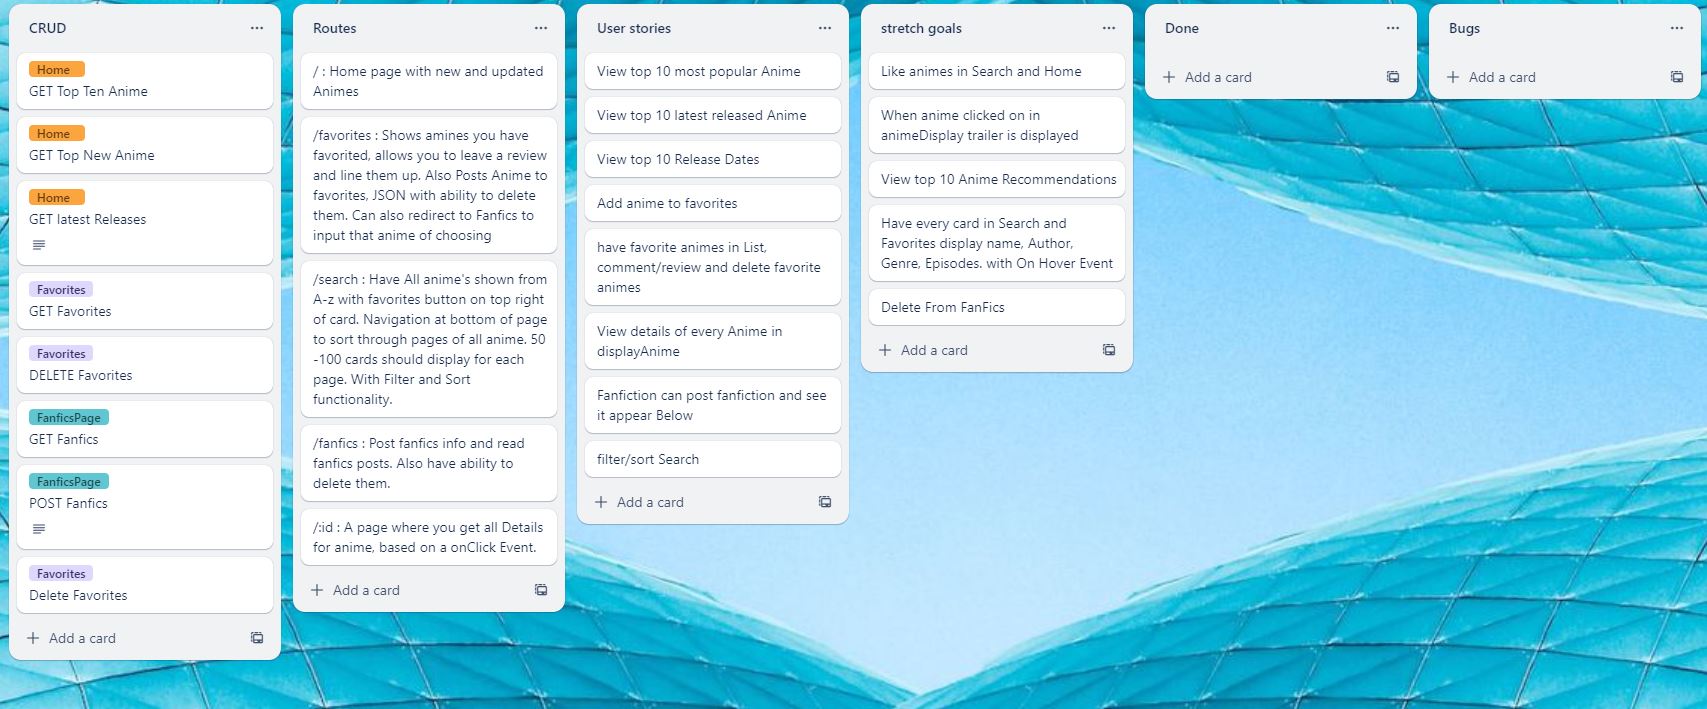 CRUD
Home
GET Top Ten Anime
Home
GET Top New Anime
Home
GET latest Releases
Favorites
GET Favorites
Favorites
DELETE Favorites
FanficsPage
GET Fanfics
FanficsPage
POST Fanfics
Favorites
Delete Favorites
+ Add a card
Routes
/ : Home page with new and updated
Animes
/favorites : Shows amines you have
favorited, allows you to leave a review
and line them up. Also Posts Anime to
favorites, JSON with ability to delete
them. Can also redirect to Fanfics to
input that anime of choosing
/search : Have All anime's shown from
A-z with favorites button on top right
of card. Navigation at bottom of page
to sort through pages of all anime. 50
-100 cards should display for each
page. With Filter and Sort
functionality.
/fanfics : Post fanfics info and read
fanfics posts. Also have ability to
delete them.
/:id : A page where you get all Details
for anime, based on a onClick Event.
+ Add a card
User stories
View top 10 most popular Anime
View top 10 latest released Anime
View top 10 Release Dates
Add anime to favorites
have favorite animes in List,
comment/review and delete favorite
animes
View details of every Anime in
displayAnime
Fanfiction can post fanfiction and see
it appear Below
filter/sort Search
+ Add a card
stretch goals
Like animes in Search and Home
When anime clicked on in
animeDisplay trailer is displayed
View top 10 Anime Recommendations
Have every card in Search and
Favorites display name, Author,
Genre, Episodes. with On Hover Event
Delete From FanFics
+ Add a card
Done
+ Add a card
Bugs
+ Add a card